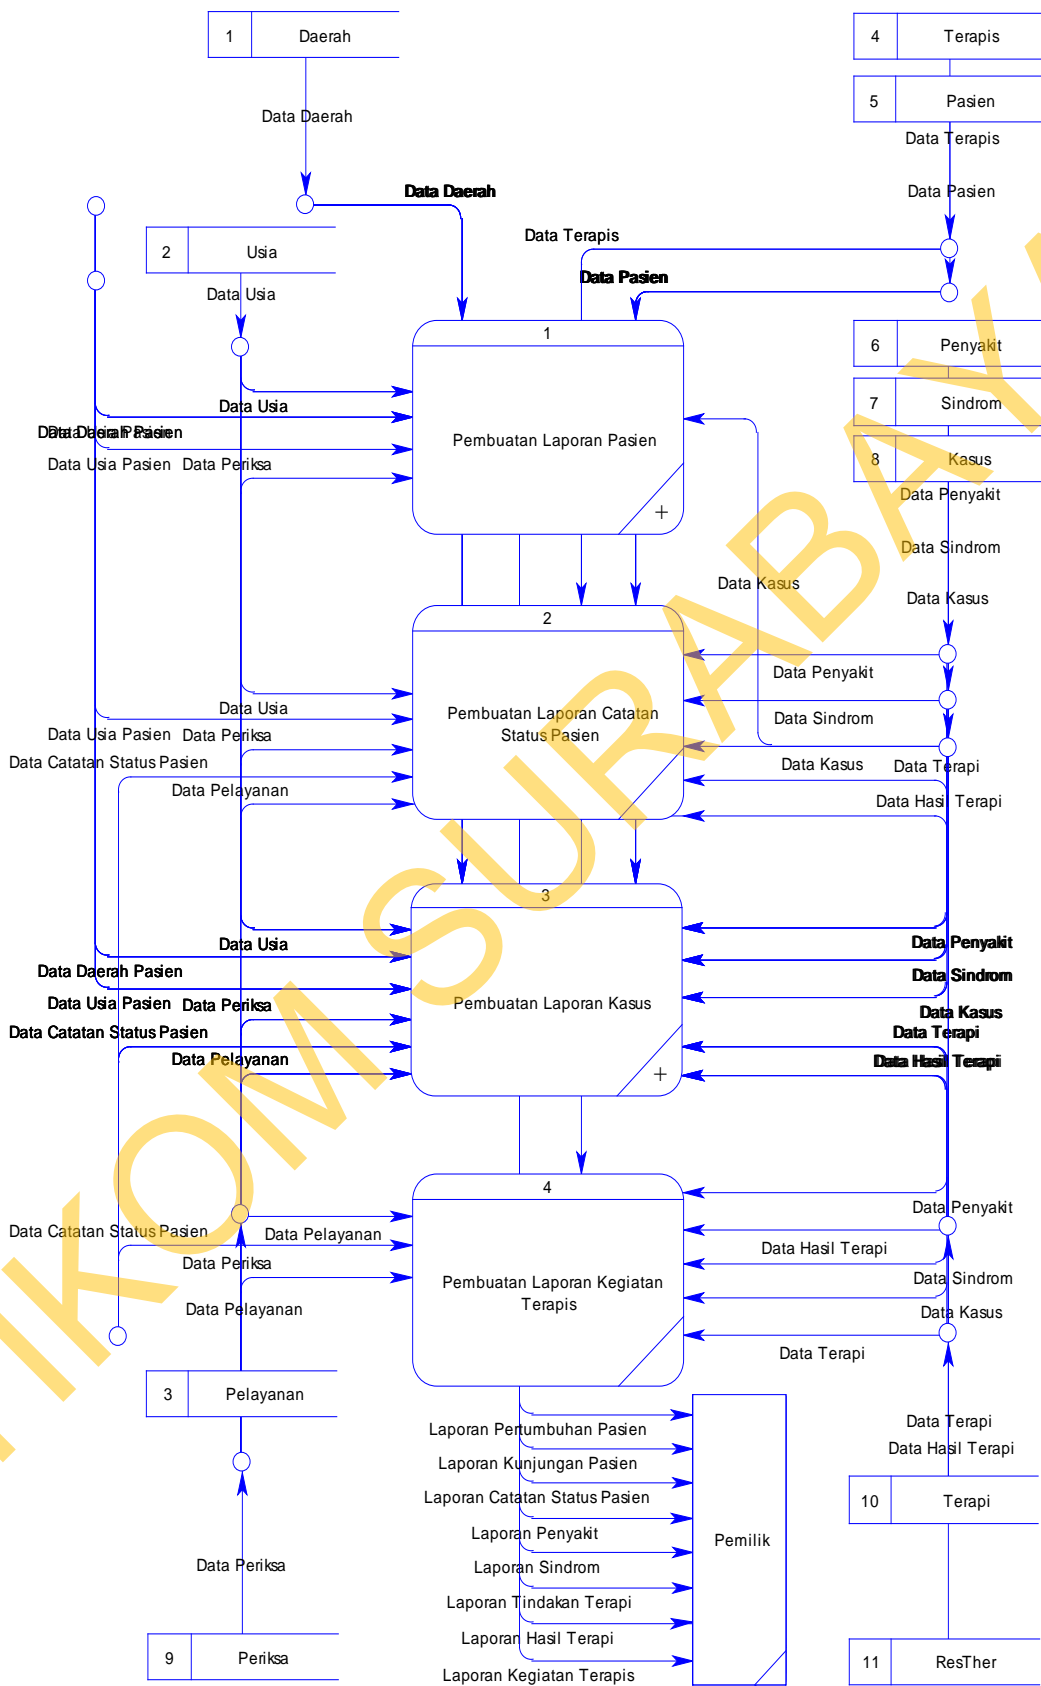 1 Daerah
4 Terapis
5 Pasien
Data Daerah
Data Terapis
Data Daerah
Data Pasien
2 Usia
Data Terapis
Data Usia
Data Pasien
1
6 Penyakit
Data Usia
7 Sindrom
Data Daerah Pasien
Pembuatan Laporan Pasien
Data Usia Pasien
Data Periksa
8 Kasus
Data Penyakit
+
Data Sindrom
Data Kasus
Data Kasus
2
Data Penyakit
Data Usia
Pembuatan Laporan Catatan
Status Pasien
Data Sindrom
Data Usia Pasien
Data Periksa
Data Catatan Status Pasien
Data Kasus
Data Terapi
Data Pelayanan
Data Hasil Terapi
3
Data Usia
Data Penyakit
Data Daerah Pasien
Data Sindrom
Data Usia Pasien
Data Periksa
Pembuatan Laporan Kasus
Data Kasus
Data Catatan Status Pasien
Data Terapi
Data Pelayanan
Data Hasil Terapi
+
4
Data Penyakit
Data Catatan Status Pasien
Data Pelayanan
Data Hasil Terapi
Data Periksa
Data Sindrom
Pembuatan Laporan Kegiatan
Terapis
Data Pelayanan
Data Kasus
Data Terapi
3 Pelayanan
Laporan Pertumbuhan Pasien
Data Terapi
Data Hasil Terapi
Laporan Kunjungan Pasien
Laporan Catatan Status Pasien
10 Terapi
Laporan Penyakit
Pemilik
Data Periksa
Laporan Sindrom
Laporan Tindakan Terapi
Laporan Hasil Terapi
9 Periksa
Laporan Kegiatan Terapis
11 ResTher
IKOM SURABAYA